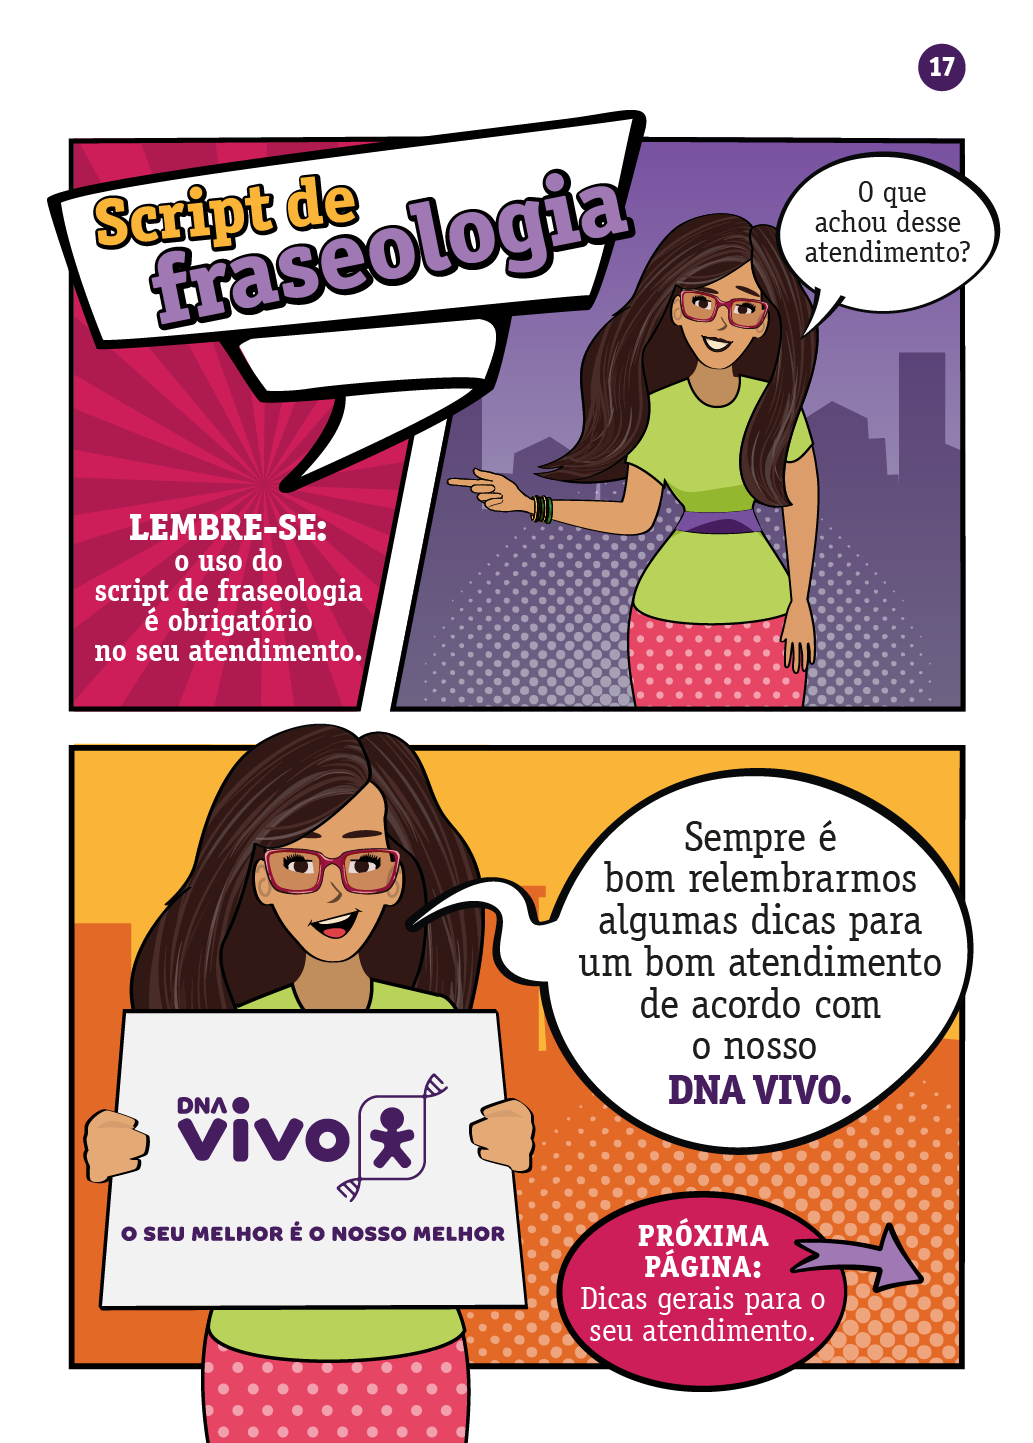 17
Script de
fraseologia
O que
achou desse
atendimento?
LEMBRE-SE:
o uso do
script de fraseologia
é obrigatório
no seu atendimento.
Sempre é
bom relembrarmos
algumas dicas para
um bom atendimento
de acordo com
o nosso
DNA VIVO.
DNA
vivo
O SEU MELHOR É O NOSSO MELHOR
PRÓXIMA
PÁGINA:
Dicas gerais para o
seu atendimento.